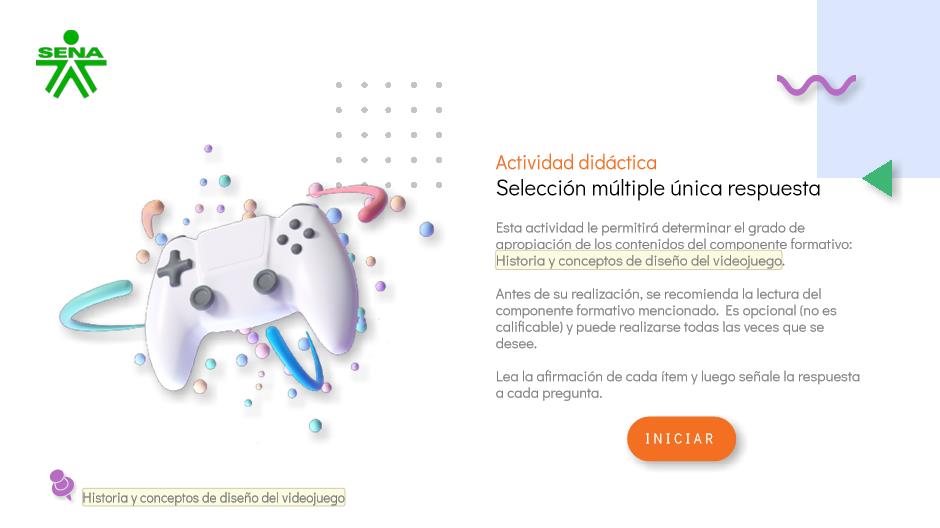 SENA
Actividad didáctica
Selección múltiple única respuesta
Esta actividad le permitirá determinar el grado de
apropiación de los contenidos del componente formativo:
Historia y conceptos de diseño del videojuego.
Antes de su realización, se recomienda la lectura del
componente formativo mencionado. Es opcional (no es
calificable) y puede realizarse todas las veces que se
desee.
Lea la afirmación de cada ítem y luego señale la respuesta
a cada pregunta.
INICIAR
Historia y conceptos de diseño del videojuego